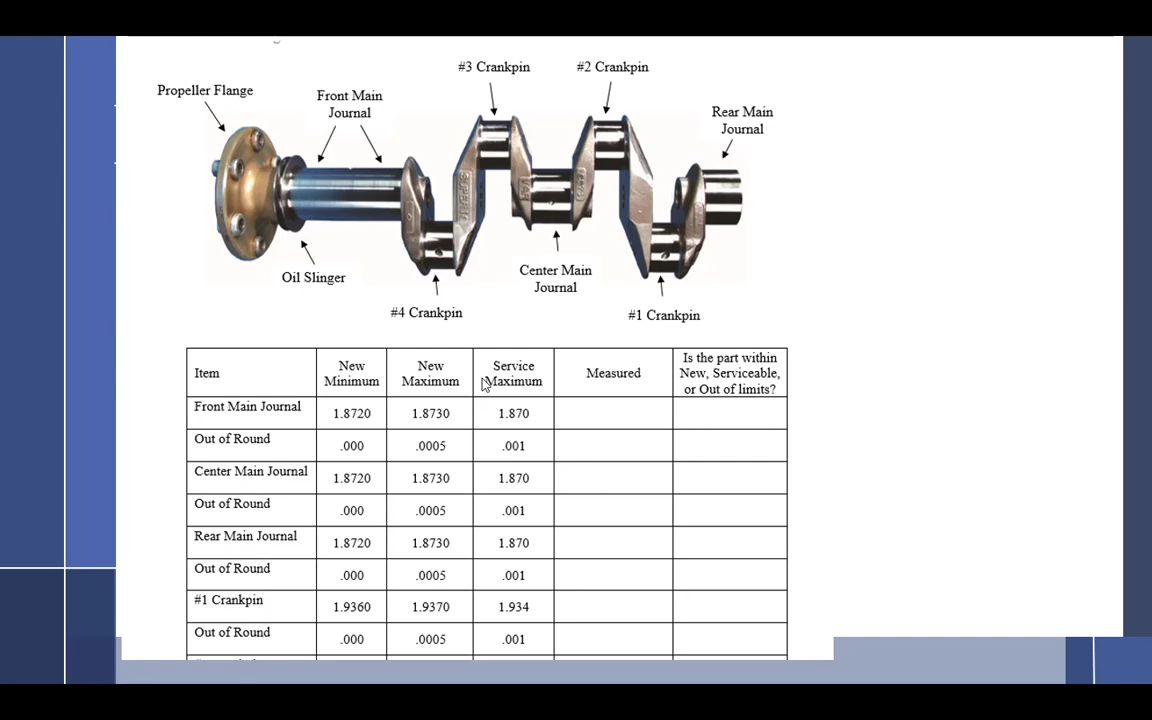 #3 Crankpin
#2 Crankpin
Propeller Flange
Front Main
Journal
Rear Main
Journal
Oil Slinger
Center Main
Journal
#4 Crankpin
#1 Crankpin
Item New Minimum New Maximum Service Maximum Measured Is the part within New, Serviceable, or Out of limits?
Front Main Journal 1.8720 1.8730 1.870
Out of Round .000 .0005 .001
Center Main Journal 1.8720 1.8730 1.870
Out of Round .000 .0005 .001
Rear Main Journal 1.8720 1.8730 1.870
Out of Round .000 .0005 .001
#1 Crankpin 1.9360 1.9370 1.934
Out of Round .000 .0005 .001